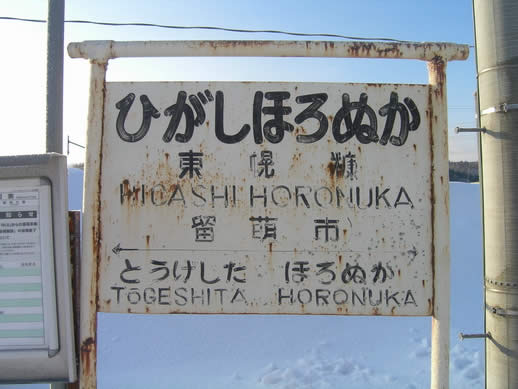 ひがしほろぬか
東幌糠
HIGASHI HORONUKA
留萌市
とうげした ほろぬか
TŌGESHITA HORONUKA